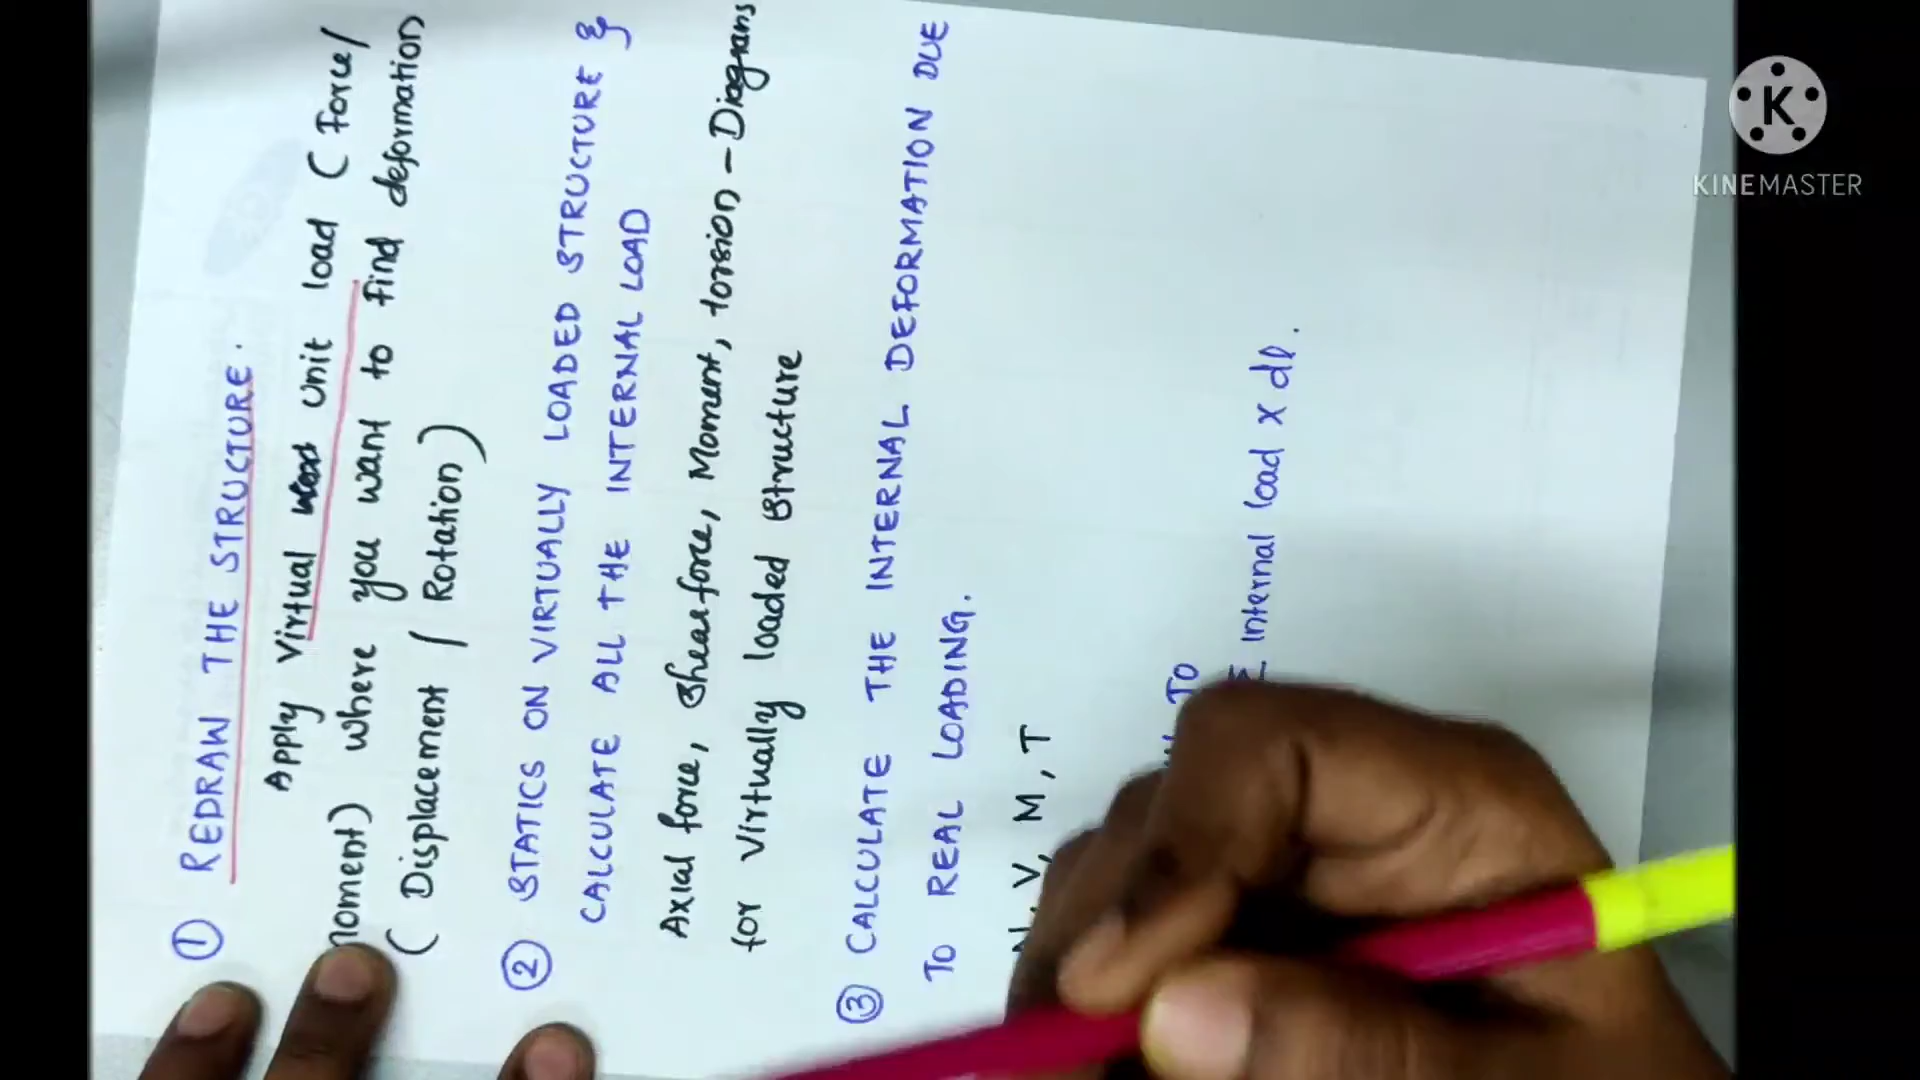 ① REDRAW THE STRUCTURE.
Apply Virtual unit load (Force/
moment) where you want to find deformation
(Displacement / Rotation)
② STATICS ON VIRTUALLY LOADED STRUCTURE &
CALCULATE ALL THE INTERNAL LOAD
Axial force, Shearforce, Moment, torsion - Diagrams
for Virtually loaded Structure
③ CALCULATE THE INTERNAL DEFORMATION DUE
TO REAL LOADING.
N, V, M, T
TO
Σ Internal load x dl.
K
KINEMASTER